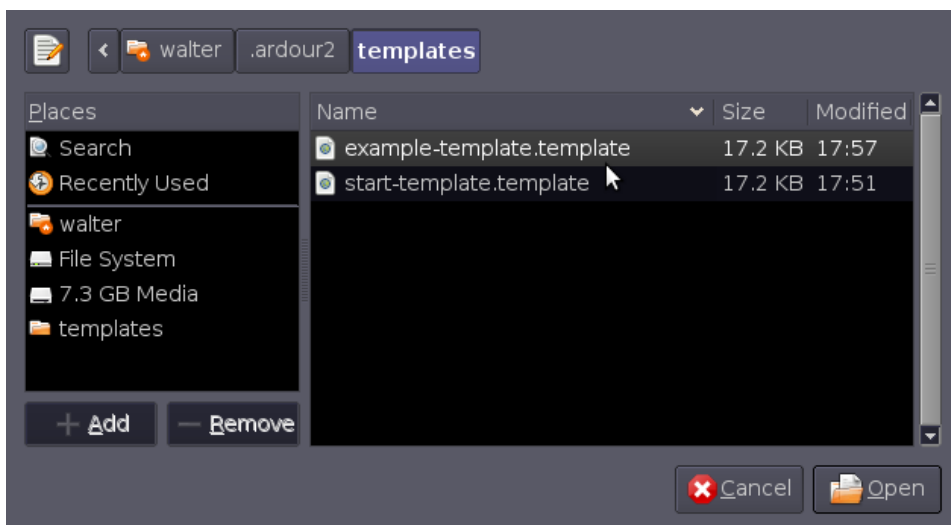 walter .ardour2 templates
Places
Search
Recently Used
walter
File System
7.3 GB Media
templates
Add Remove
Name Size Modified
example-template.template 17.2 KB 17:57
start-template.template 17.2 KB 17:51
Cancel Open